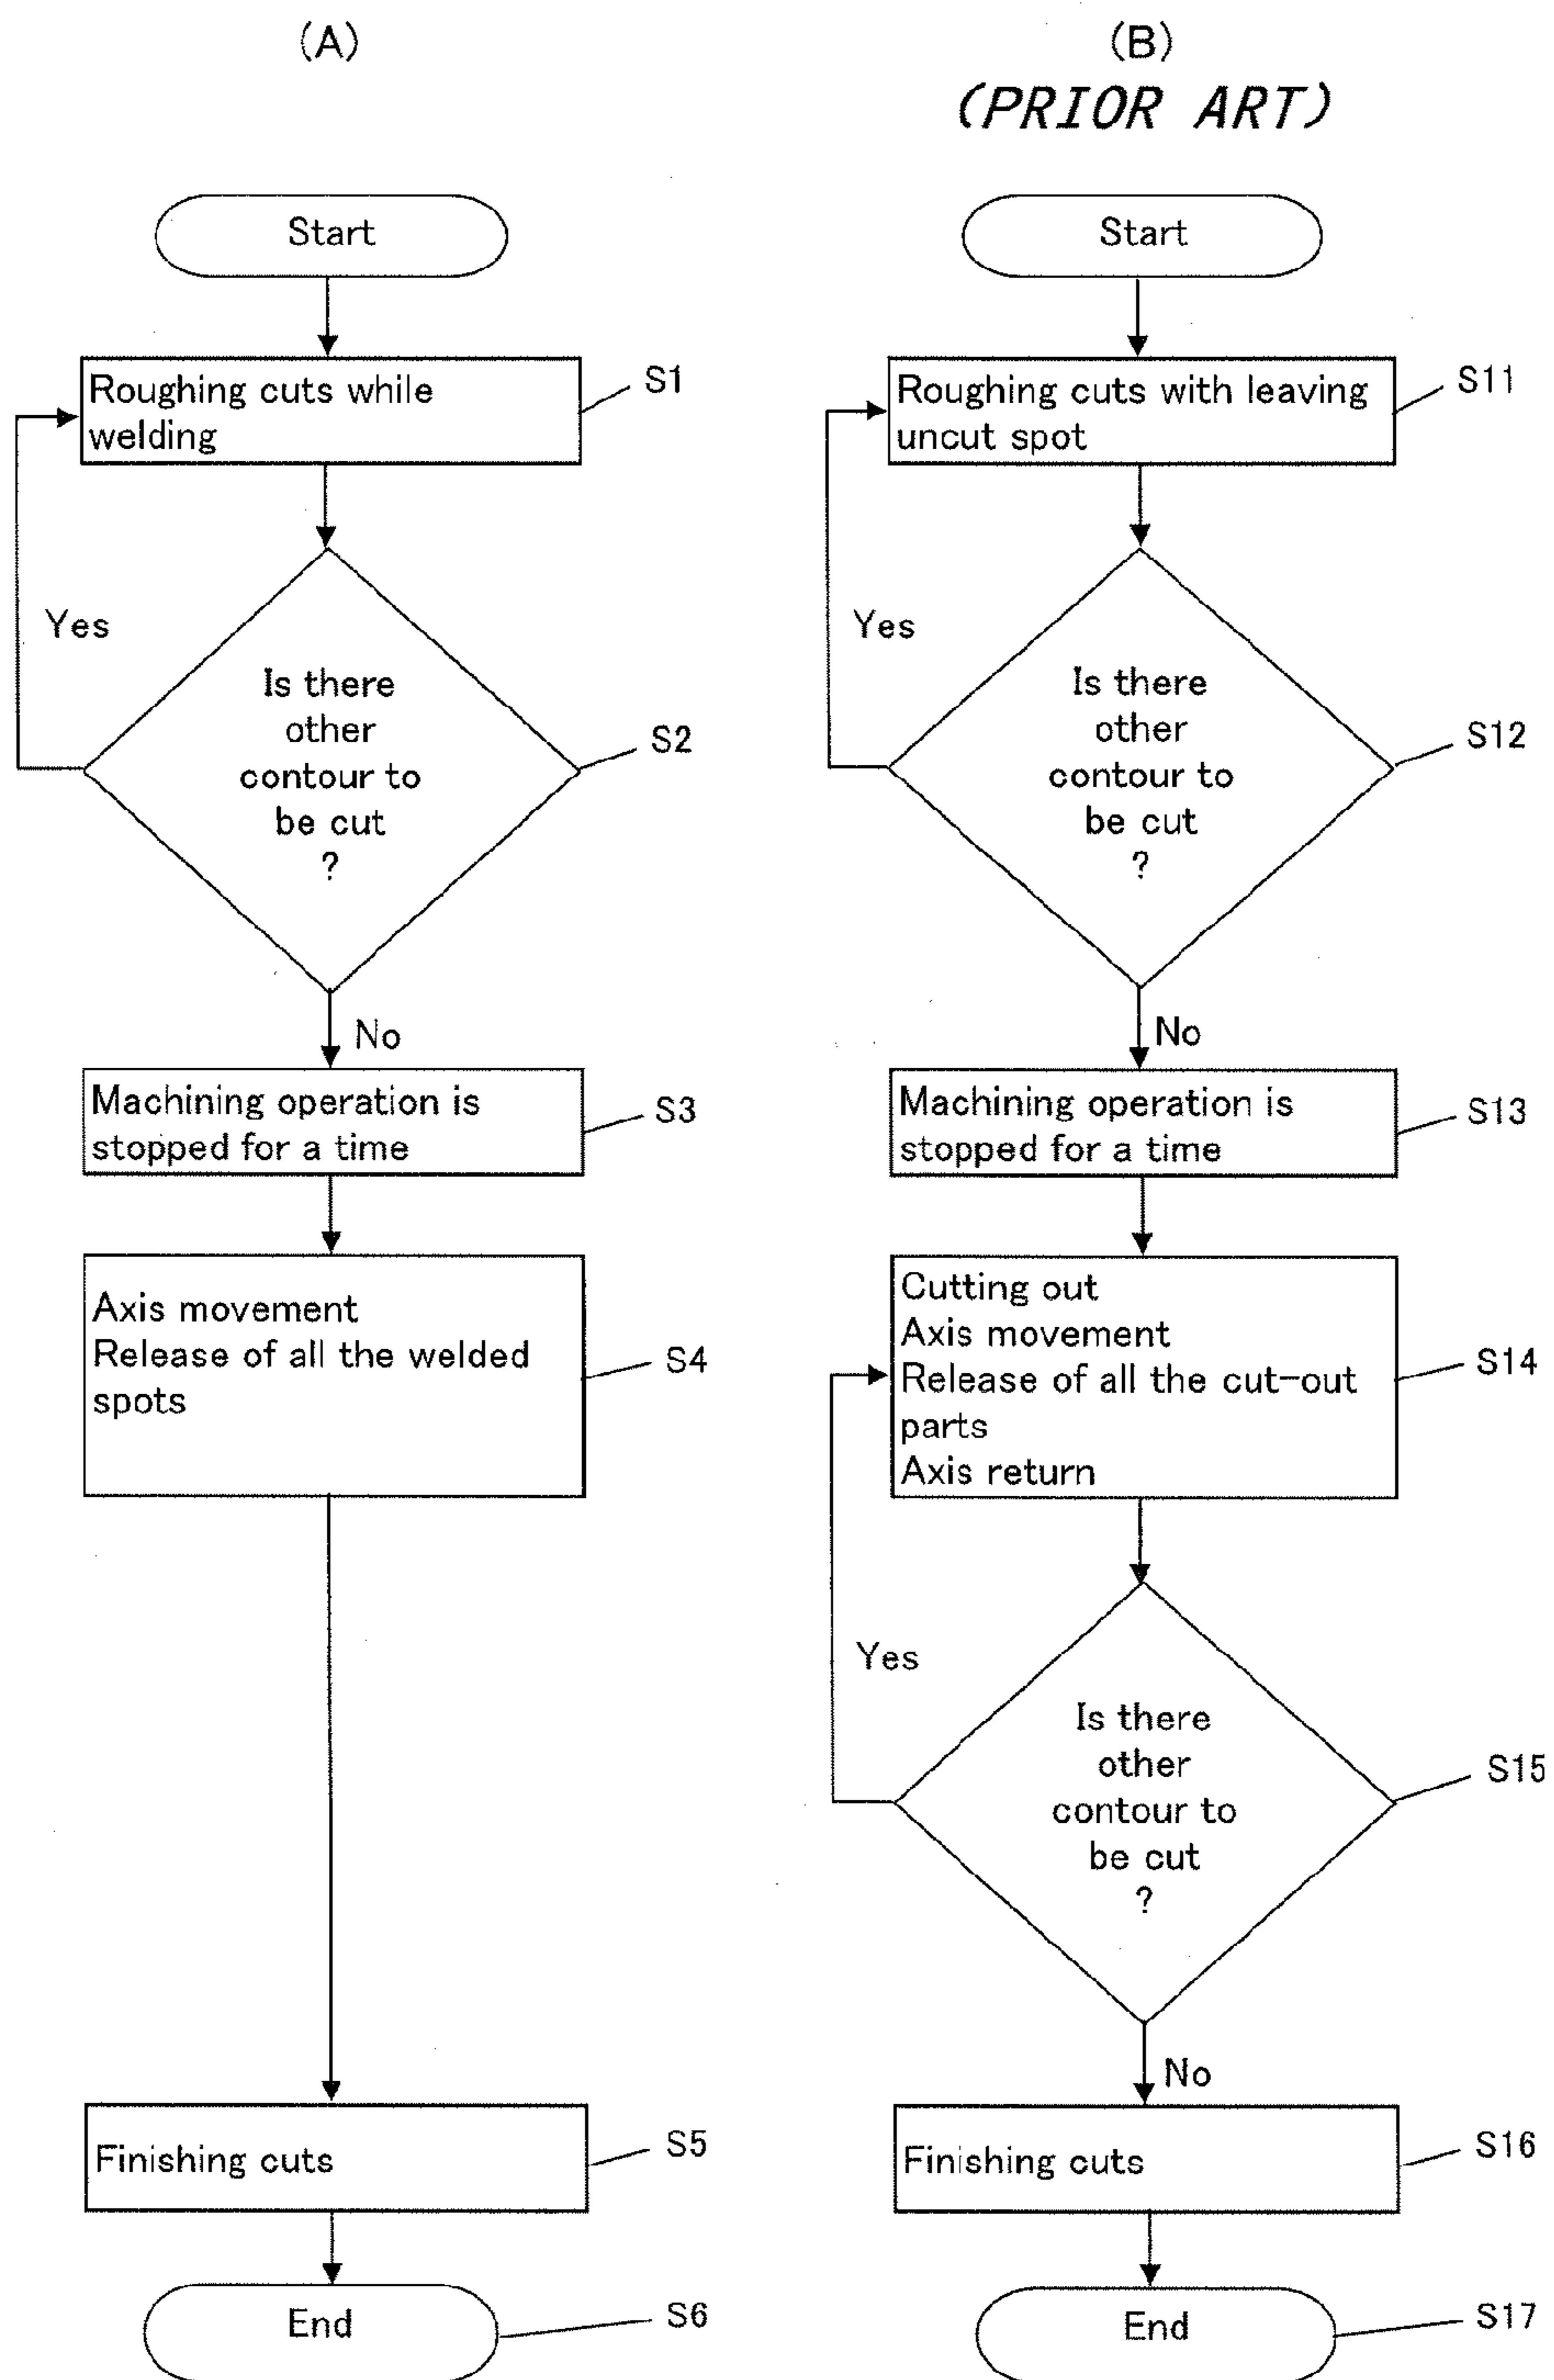 (A)
Start
Roughing cuts while
welding
S1
Yes
Is there
other
contour to
be cut
?
S2
No
Machining operation is
stopped for a time
S3
Axis movement
Release of all the welded
spots
S4
Finishing cuts
S5
End
S6
(B)
(PRIOR ART)
Start
Roughing cuts with leaving
uncut spot
S11
Yes
Is there
other
contour to
be cut
?
S12
No
Machining operation is
stopped for a time
S13
Cutting out
Axis movement
Release of all the cut-out
parts
Axis return
S14
Yes
Is there
other
contour to
be cut
?
S15
No
Finishing cuts
S16
End
S17